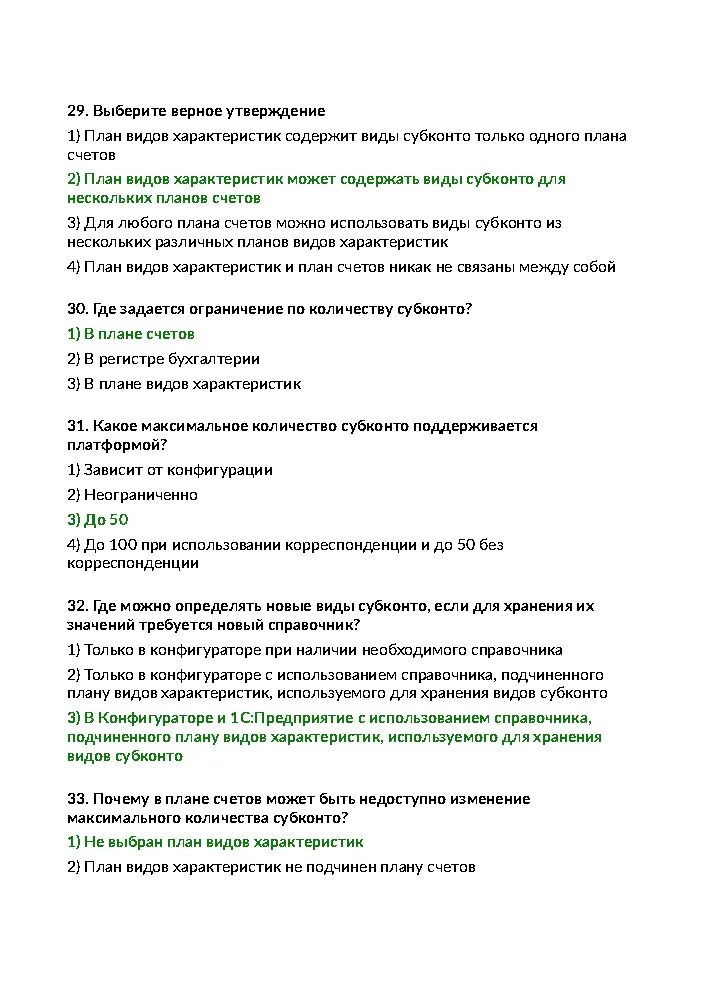 29. Выберите верное утверждение
1) План видов характеристик содержит виды субконто только одного плана
счетов
2) План видов характеристик может содержать виды субконто для
нескольких планов счетов
3) Для любого плана счетов можно использовать виды субконто из
нескольких различных планов видов характеристик
4) План видов характеристик и план счетов никак не связаны между собой
30. Где задается ограничение по количеству субконто?
1) В плане счетов
2) В регистре бухгалтерии
3) В плане видов характеристик
31. Какое максимальное количество субконто поддерживается
платформой?
1) Зависит от конфигурации
2) Неограниченно
3) До 50
4) До 100 при использовании корреспонденции и до 50 без
корреспонденции
32. Где можно определять новые виды субконто, если для хранения их
значений требуется новый справочник?
1) Только в конфигураторе при наличии необходимого справочника
2) Только в конфигураторе с использованием справочника, подчиненного
плану видов характеристик, используемого для хранения видов субконто
3) В Конфигураторе и 1С:Предприятие с использованием справочника,
подчиненного плану видов характеристик, используемого для хранения
видов субконто
33. Почему в плане счетов может быть недоступно изменение
максимального количества субконто?
1) Не выбран план видов характеристик
2) План видов характеристик не подчинен плану счетов